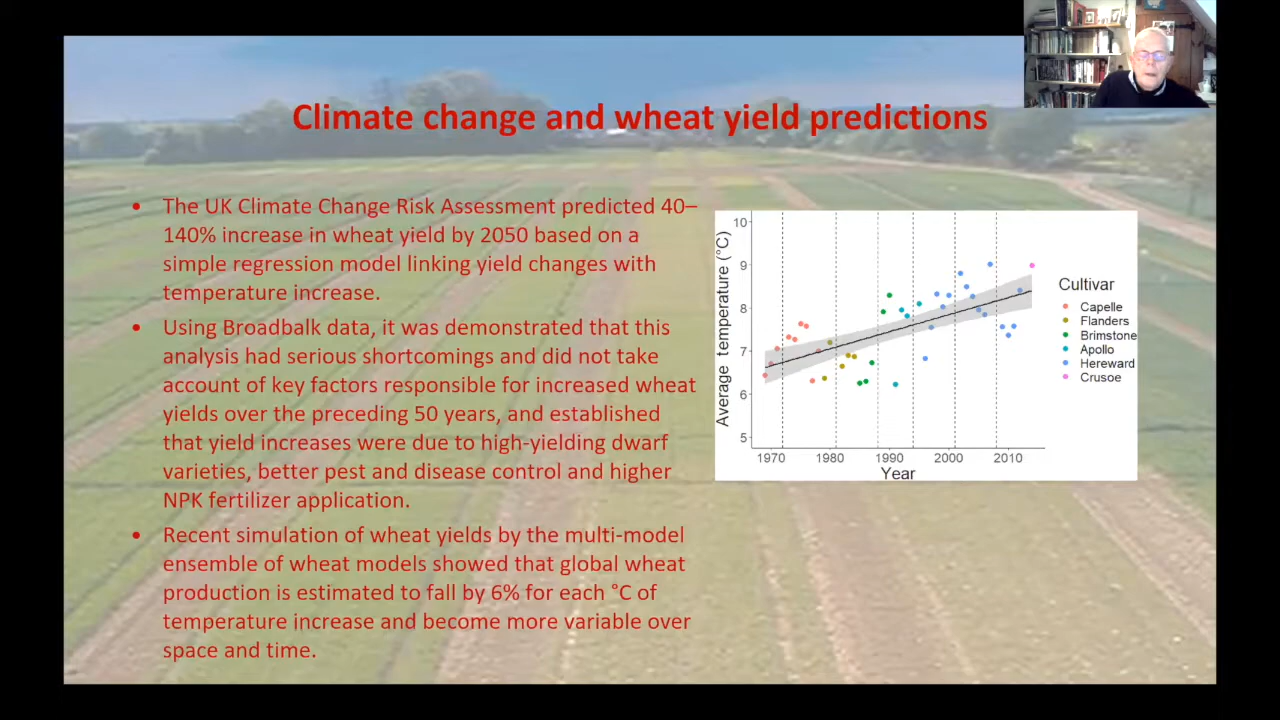 Climate change and wheat yield predictions
• The UK Climate Change Risk Assessment predicted 40–
140% increase in wheat yield by 2050 based on a
simple regression model linking yield changes with
temperature increase.
• Using Broadbalk data, it was demonstrated that this
analysis had serious shortcomings and did not take
account of key factors responsible for increased wheat
yields over the preceding 50 years, and established
that yield increases were due to high-yielding dwarf
varieties, better pest and disease control and higher
NPK fertilizer application.
• Recent simulation of wheat yields by the multi-model
ensemble of wheat models showed that global wheat
production is estimated to fall by 6% for each °C of
temperature increase and become more variable over
space and time.
Average temperature (°C)
10
9
8
7
6
5
1970 1980 1990 2000 2010
Year
Cultivar
Capelle
Flanders
Brimstone
Apollo
Hereward
Crusoe